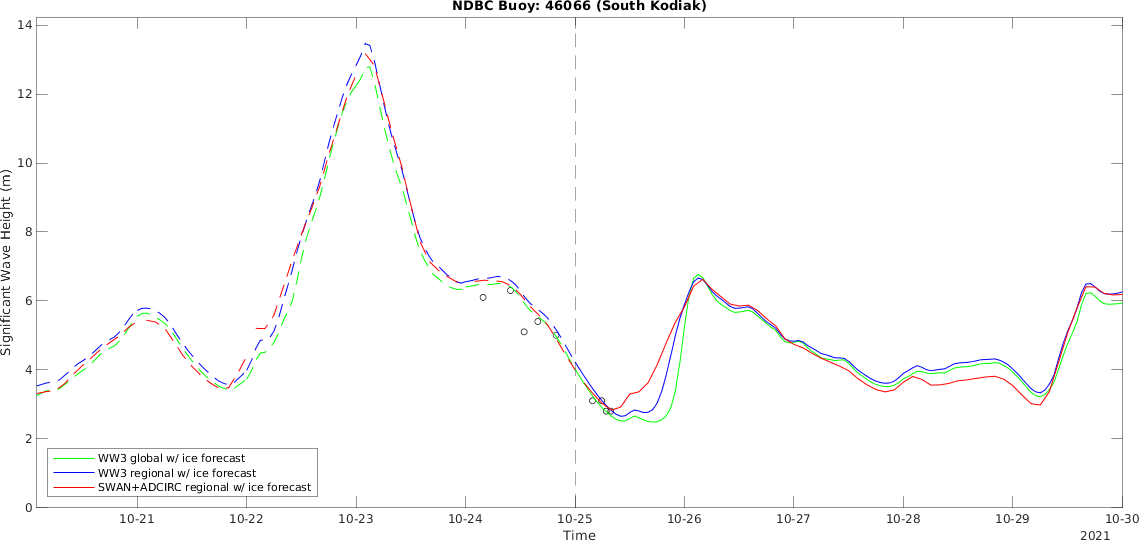 NDBC Buoy: 46066 (South Kodiak)
Significant Wave Height (m)
14
12
10
8
6
4
2
0
WW3 global w/ ice forecast
WW3 regional w/ ice forecast
SWAN+ADCIRC regional w/ ice forecast
10-21 10-22 10-23 10-24 10-25 10-26 10-27 10-28 10-29 10-30
Time
2021